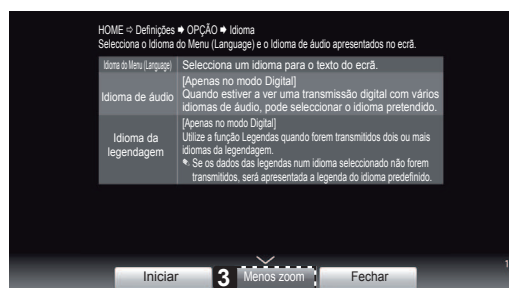 HOME ⇨ Definições ➧ OPÇÃO ➧ Idioma
Selecciona o Idioma do Menu (Language) e o Idioma de áudio apresentados no ecrã.
Idioma do Menu (Language)
Selecciona um idioma para o texto do ecrã.
Idioma de áudio
[Apenas no modo Digital]
Quando estiver a ver uma transmissão digital com vários
idiomas de áudio, pode seleccionar o idioma pretendido.
Idioma da
legendagem
[Apenas no modo Digital]
Utilize a função Legendas quando forem transmitidos dois ou mais
idiomas da legendagem.
Se os dados das legendas num idioma seleccionado não forem
transmitidos, será apresentada a legenda do idioma predefinido.
1
Iniciar
3
Menos zoom
Fechar